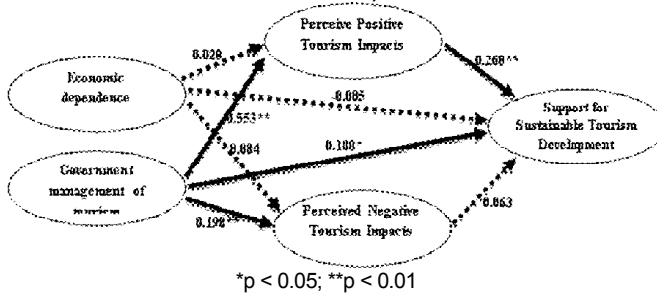 Perceive Positive
Tourism Impacts
0.029
0.268**
Economic
dependence
0.085
0.553**
Support for
Sustainable Tourism
Development
0.084
0.188*
Government
management of
tourism
0.198**
Perceived Negative
Tourism Impacts
0.063
*p < 0.05; **p < 0.01